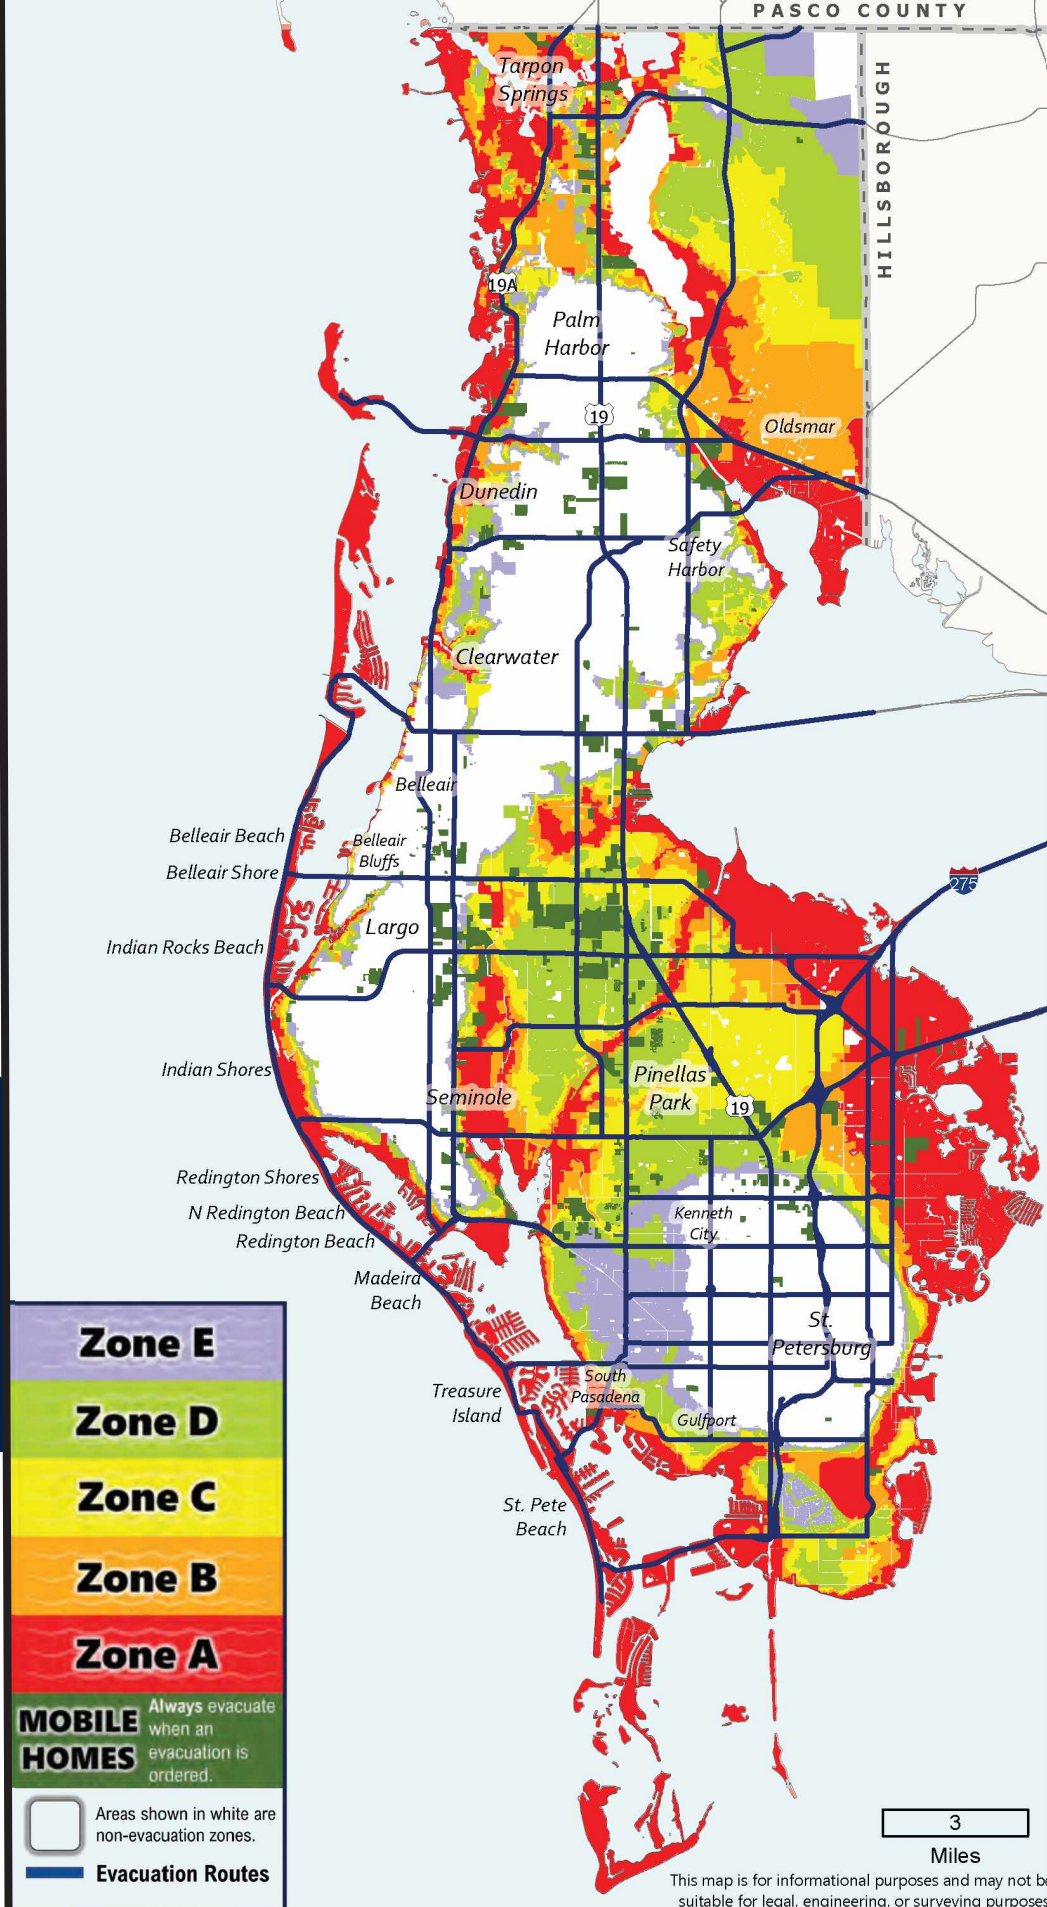 PASCO COUNTY
HILLSBOROUGH
Tarpon
Springs
19A
Palm
Harbor
19
Oldsmar
Dunedin
Safety
Harbor
Clearwater
Belleair
Belleair Beach
Belleair
Bluffs
Belleair Shore
275
Largo
Indian Rocks Beach
Indian Shores
Pinellas
Park
Seminole
19
Redington Shores
N Redington Beach
Kenneth
City
Redington Beach
Madeira
Beach
St.
Petersburg
South
Pasadena
Treasure
Island
Gulfport
St. Pete
Beach
Zone E
Zone D
Zone C
Zone B
Zone A
MOBILE
HOMES
Always evacuate
when an
evacuation is
ordered.
Areas shown in white are
non-evacuation zones.
Evacuation Routes
3
Miles
This map is for informational purposes and may not be
suitable for legal, engineering, or surveying purposes